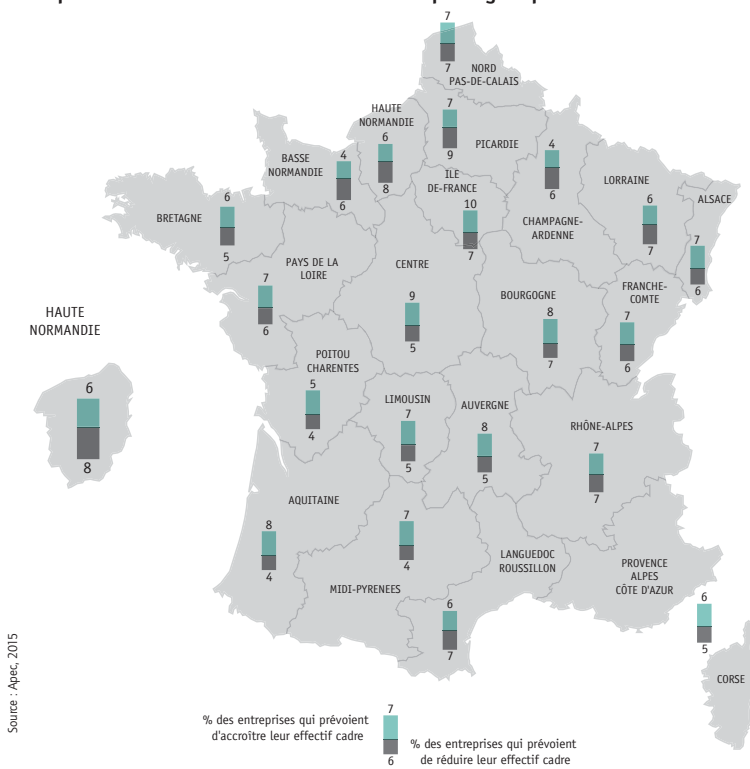 7
7
NORD
PAS-DE-CALAIS
HAUTE
NORMANDIE
6
8
7
9
PICARDIE
BASSE
NORMANDIE
4
6
ILE
DE-FRANCE
10
7
4
6
CHAMPAGNE-
ARDENNE
LORRAINE
6
7
ALSACE
7
6
BRETAGNE
6
5
PAYS DE LA
LOIRE
7
6
CENTRE
9
5
BOURGOGNE
8
7
FRANCHE-
COMTE
7
6
HAUTE
NORMANDIE
6
8
POITOU
CHARENTES
5
4
LIMOUSIN
7
5
AUVERGNE
8
5
RHÔNE-ALPES
7
7
AQUITAINE
8
4
7
4
MIDI-PYRENEES
LANGUEDOC
ROUSSILLON
6
7
PROVENCE
ALPES
CÔTE D'AZUR
6
5
CORSE
Source : Apec, 2015
% des entreprises qui prévoient
d'accroître leur effectif cadre
7
6
% des entreprises qui prévoient
de réduire leur effectif cadre